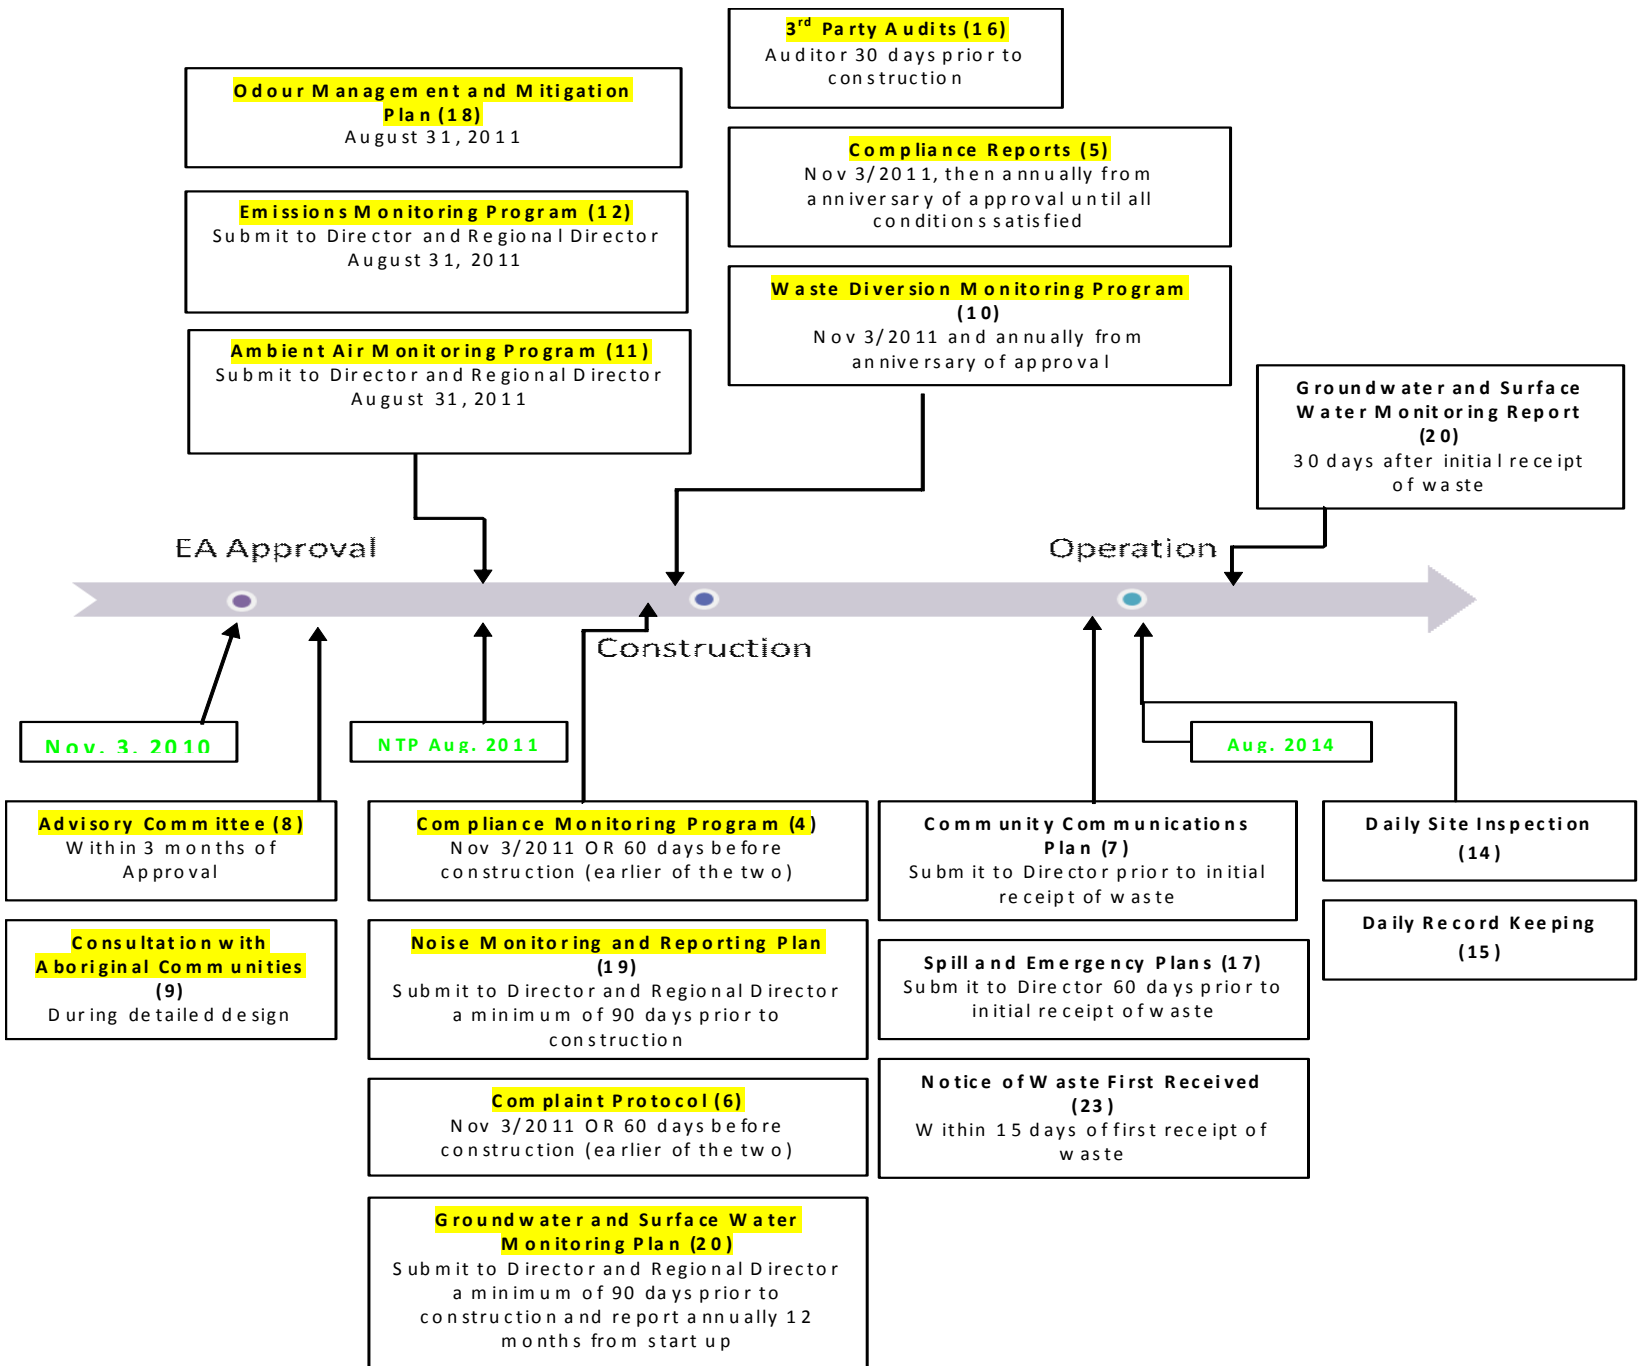 3rd Party Audits (16)
Auditor 30 days prior to
construction
Odour Management and Mitigation
Plan (18)
August 31, 2011
Compliance Reports (5)
Nov 3/2011, then annually from
anniversary of approval until all
conditions satisfied
Emissions Monitoring Program (12)
Submit to Director and Regional Director
August 31, 2011
Waste Diversion Monitoring Program
(10)
Nov 3/2011 and annually from
anniversary of approval
Ambient Air Monitoring Program (11)
Submit to Director and Regional Director
August 31, 2011
Groundwater and Surface
Water Monitoring Report
(20)
30 days after initial receipt
of waste
EA Approval
Operation
Construction
Nov. 3. 2010
NTP Aug. 2011
Aug. 2014
Advisory Committee (8)
Within 3 months of
Approval
Consultation with
Aboriginal Communities
(9)
During detailed design
Compliance Monitoring Program (4)
Nov 3/2011 OR 60 days before
construction (earlier of the two)
Noise Monitoring and Reporting Plan
(19)
Submit to Director and Regional Director
a minimum of 90 days prior to
construction
Complaint Protocol (6)
Nov 3/2011 OR 60 days before
construction (earlier of the two)
Groundwater and Surface Water
Monitoring Plan (20)
Submit to Director and Regional Director
a minimum of 90 days prior to
construction and report annually 12
months from start up
Community Communications
Plan (7)
Submit to Director prior to initial
receipt of waste
Spill and Emergency Plans (17)
Submit to Director 60 days prior to
initial receipt of waste
Notice of Waste First Received
(23)
Within 15 days of first receipt of
waste
Daily Site Inspection
(14)
Daily Record Keeping
(15)